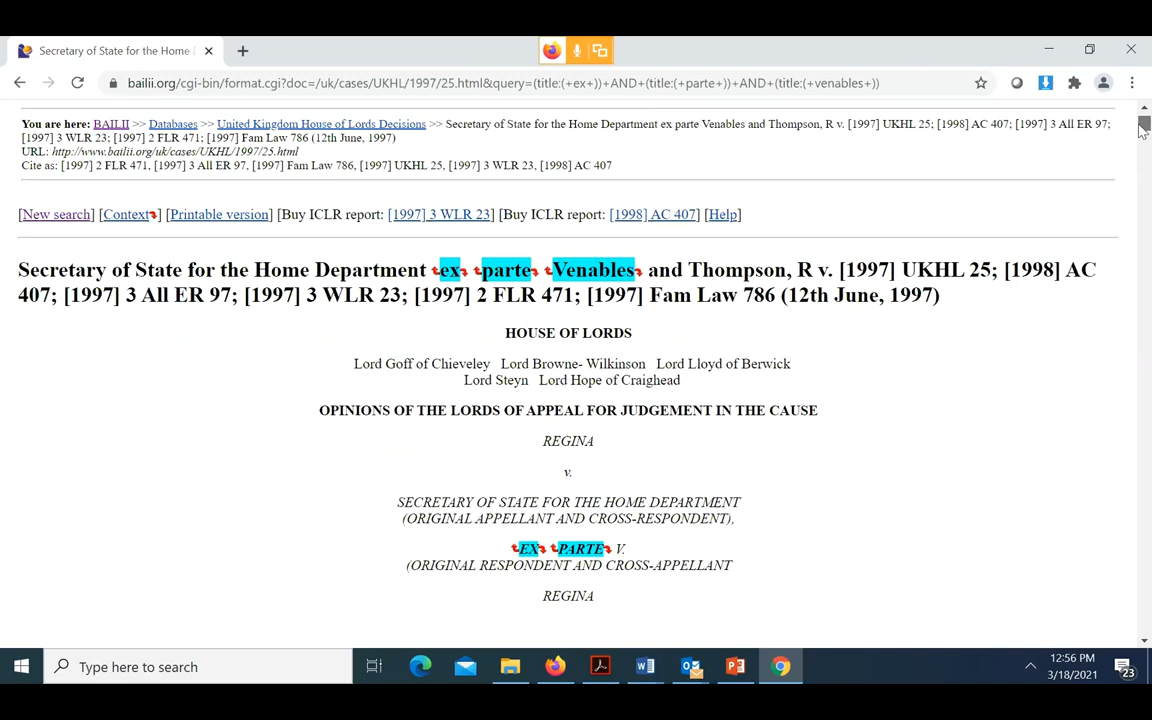 Secretary of State for the Home
bailii.org/cgi-bin/format.cgi?doc=/uk/cases/UKHL/1997/25.html&query=(title:(+ex+))+AND+(title:(+parte+))+AND+(title:(+venables+))
You are here: BAILII >> Databases >> United Kingdom House of Lords Decisions >> Secretary of State for the Home Department ex parte Venables and Thompson, R v. [1997] UKHL 25; [1998] AC 407; [1997] 3 All ER 97;
[1997] 3 WLR 23; [1997] 2 FLR 471; [1997] Fam Law 786 (12th June, 1997)
URL: http://www.bailii.org/uk/cases/UKHL/1997/25.html
Cite as: [1997] 2 FLR 471, [1997] 3 All ER 97, [1997] Fam Law 786, [1997] UKHL 25, [1997] 3 WLR 23, [1998] AC 407
[New search] [Context] [Printable version] [Buy ICLR report: [1997] 3 WLR 23] [Buy ICLR report: [1998] AC 407] [Help]
Secretary of State for the Home Department ex parte Venables and Thompson, R v. [1997] UKHL 25; [1998] AC
407; [1997] 3 All ER 97; [1997] 3 WLR 23; [1997] 2 FLR 471; [1997] Fam Law 786 (12th June, 1997)
HOUSE OF LORDS
Lord Goff of Chieveley Lord Browne- Wilkinson Lord Lloyd of Berwick
Lord Steyn Lord Hope of Craighead
OPINIONS OF THE LORDS OF APPEAL FOR JUDGEMENT IN THE CAUSE
REGINA
v.
SECRETARY OF STATE FOR THE HOME DEPARTMENT
(ORIGINAL APPELLANT AND CROSS-RESPONDENT),
EX PARTE V.
(ORIGINAL RESPONDENT AND CROSS-APPELLANT
REGINA
Type here to search
12:56 PM
3/18/2021
23